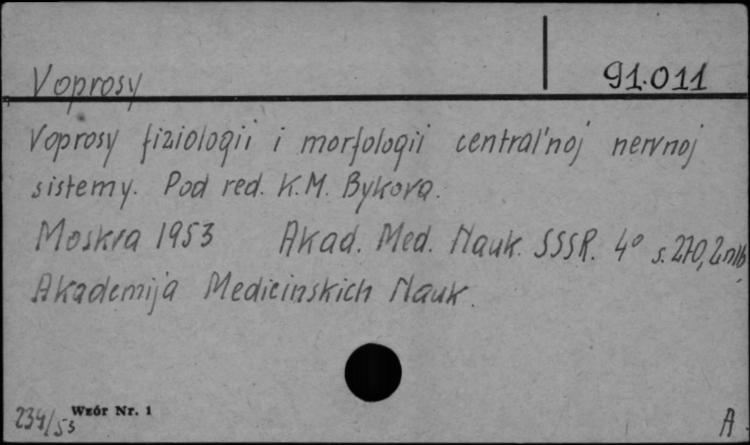 Voprosy 91.011
Voprosy fiziologii i morfologii central'noj nervnoj
sistemy. Pod red. K.M. Bykova.
Moskva 1953 Akad. Med. Nauk. SSSR. 4° s. 270, 2 nlb
Akademija Medicinskich Nauk.
234/53 Wzór Nr. 1 A